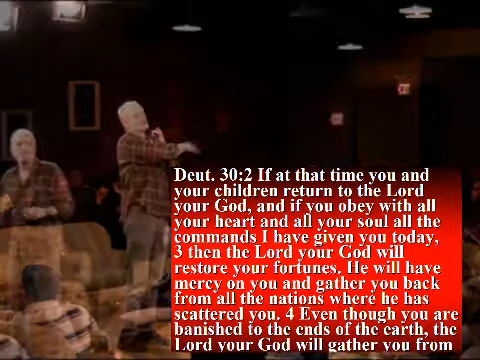 Deut. 30:2 If at that time you and
your children return to the Lord
your God, and if you obey with all
your heart and all your soul all the
commands I have given you today,
3 then the Lord your God will
restore your fortunes. He will have
mercy on you and gather you back
from all the nations where he has
scattered you. 4 Even though you are
banished to the ends of the earth, the
Lord your God will gather you from